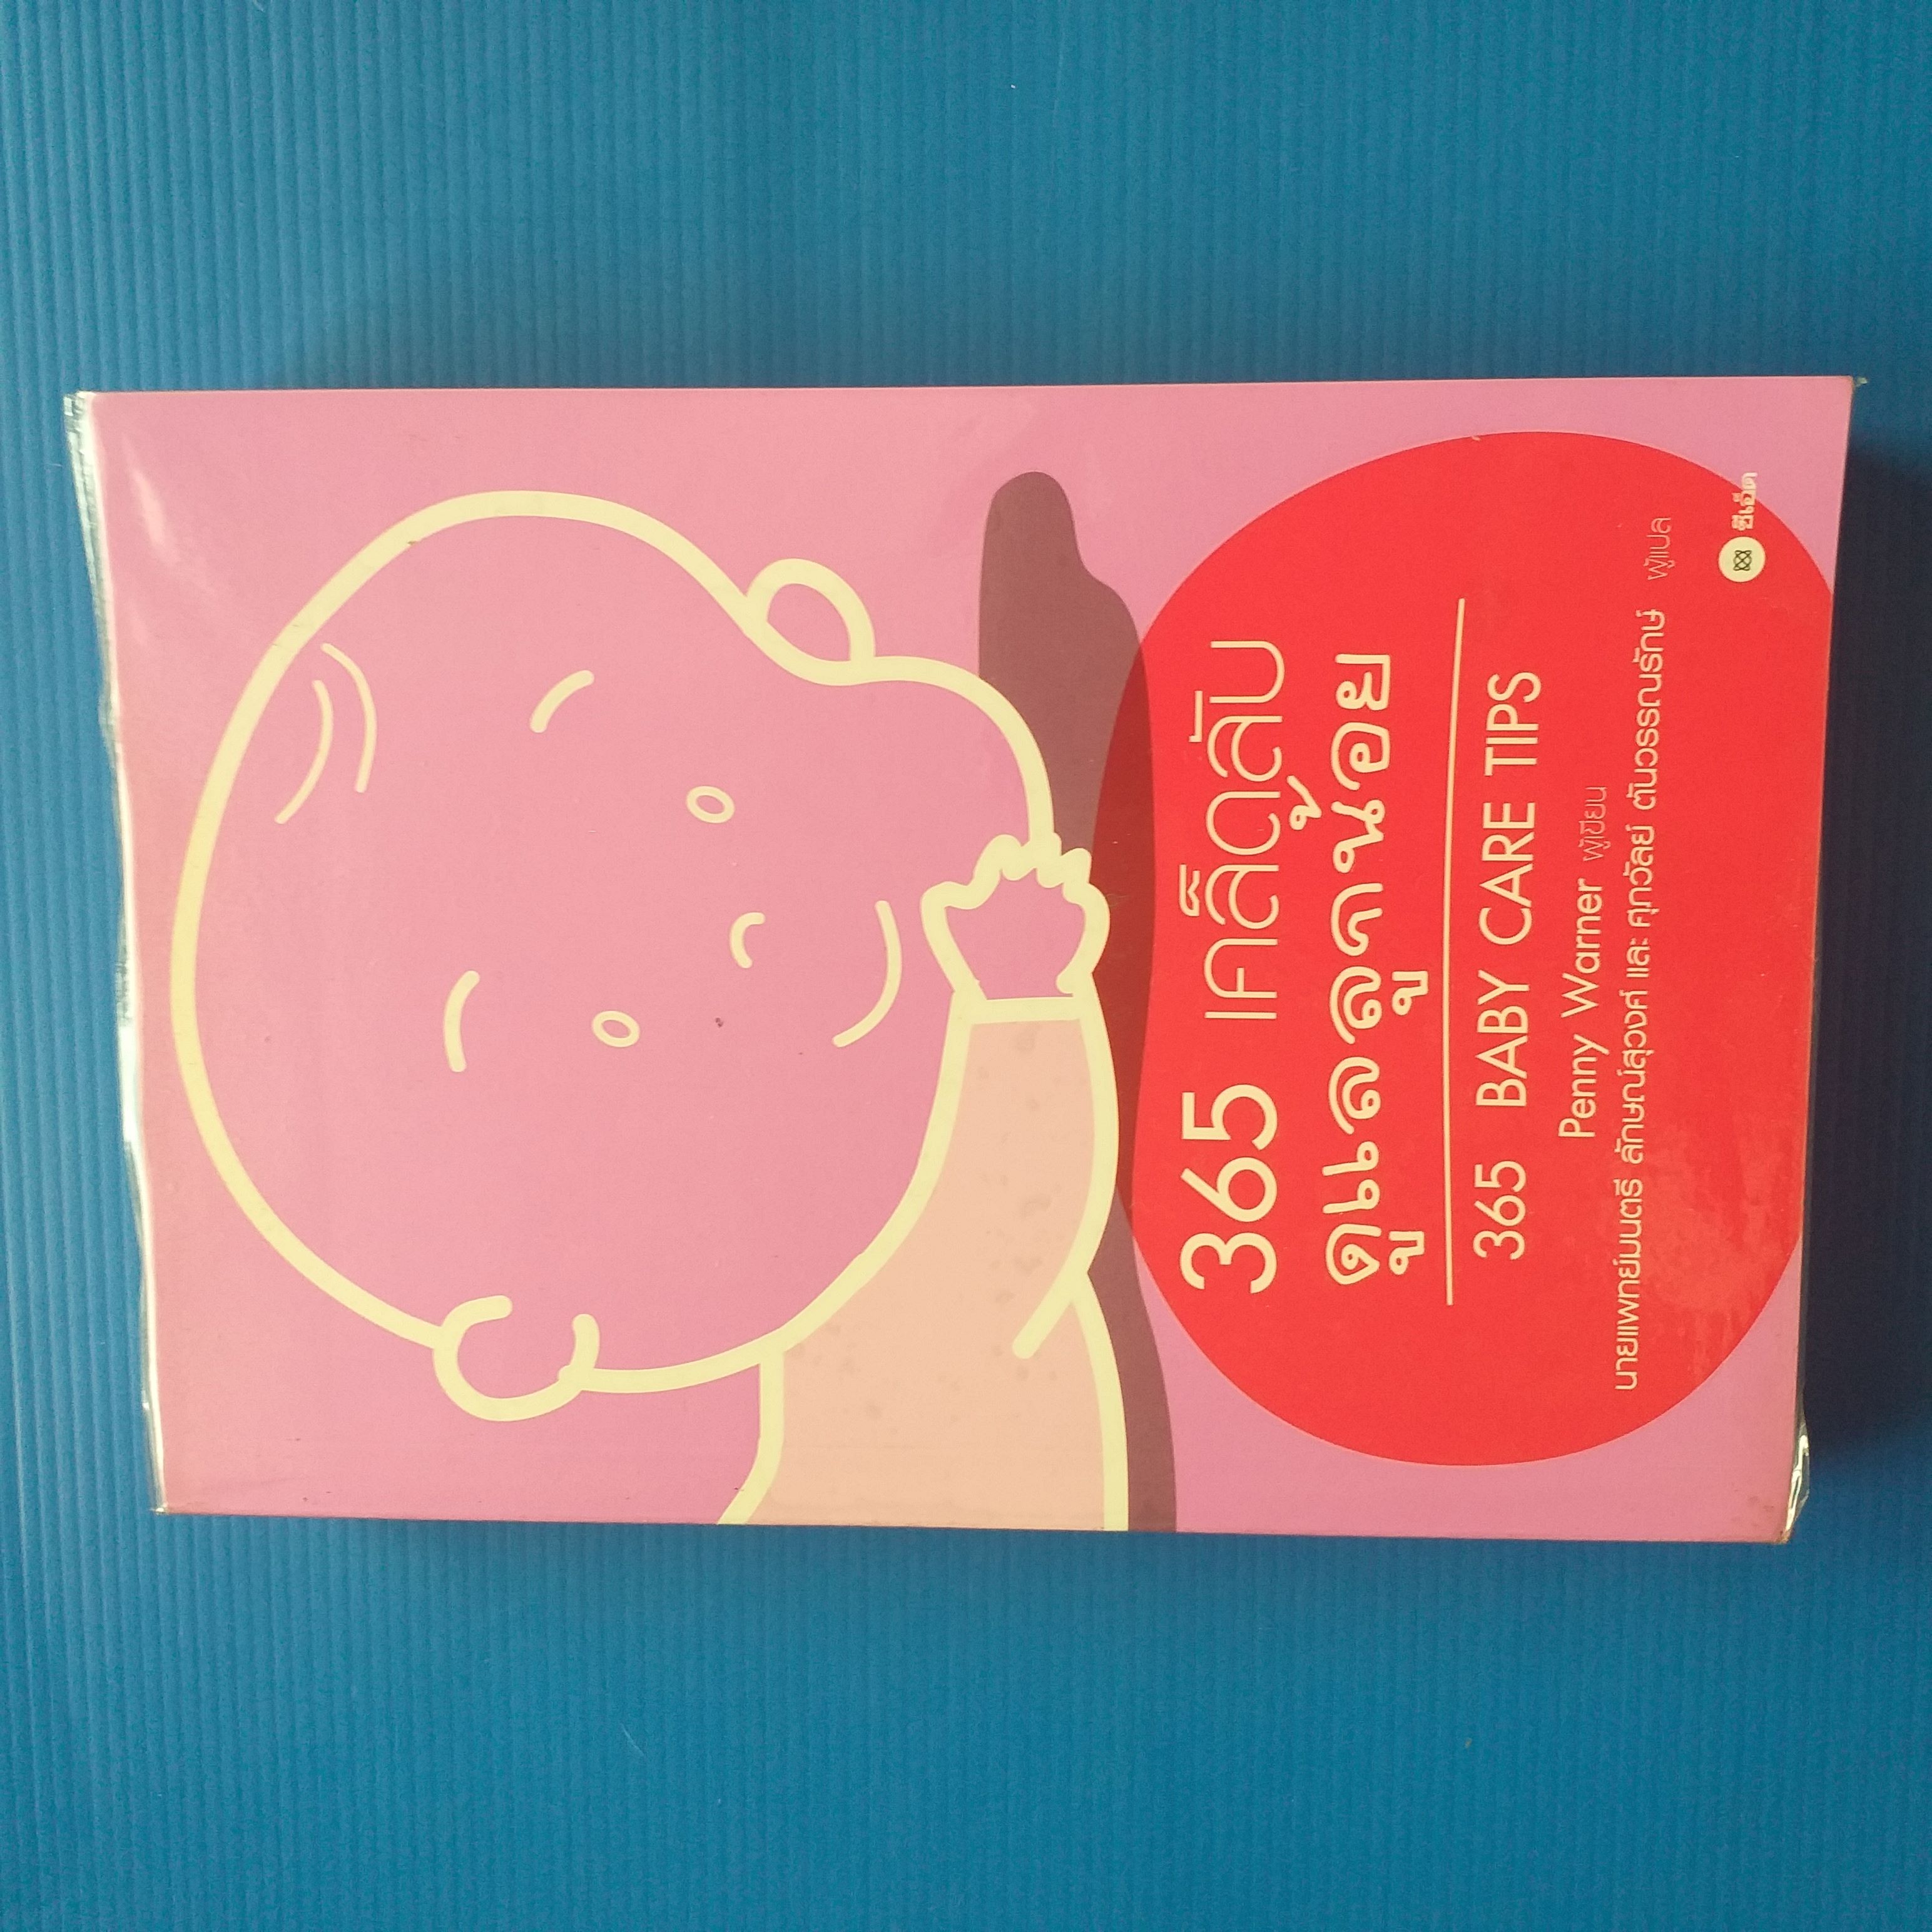 365 เคล็ดลับ
ดูแลลูกน้อย
365 BABY CARE TIPS
Penny Warner ผู้เขียน
นายแพทย์มนตรี ลักษณ์สุวงศ์ และ ศุภวัลย์ ตันวรรณรักษ์ ผู้แปล
ซีเอ็ด